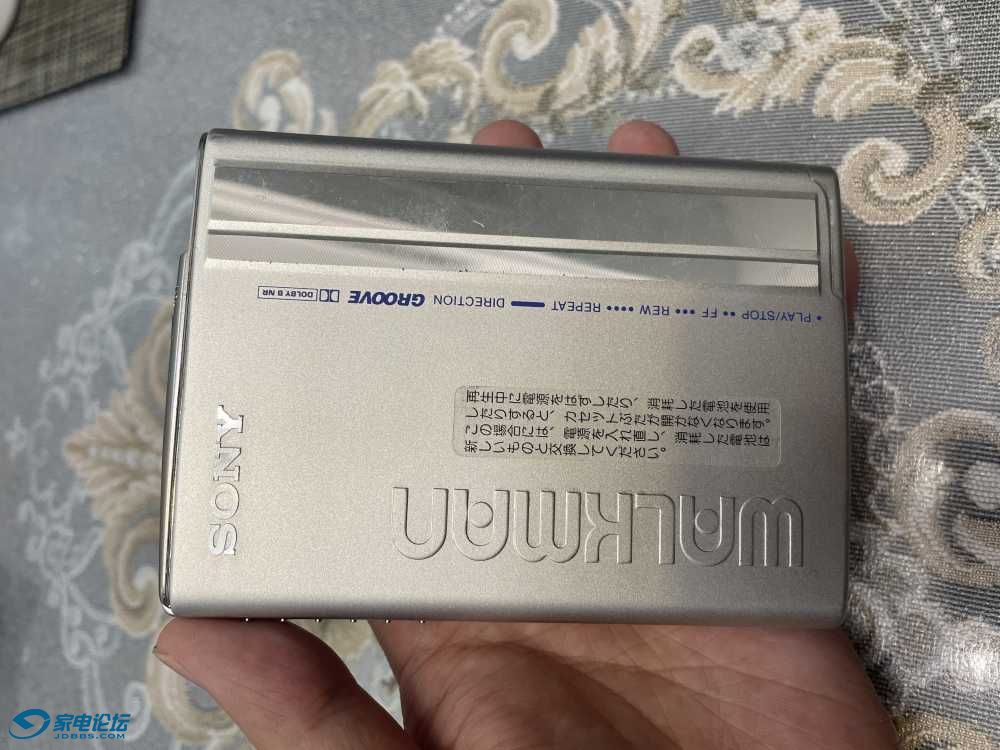 SONY
WALKMAN
再生中に電源をはずしたり、消耗した電池を使用
したりすると、カセットぶたが開かなくなります。
この場合には、電源を入れ直し、消耗した電池は
新しいものと交換してください。
• PLAY/STOP •• FF ••• REW •••• REPEAT ━ DIRECTION GROOVE DOLBY B NR
家电论坛
JDBBS.COM